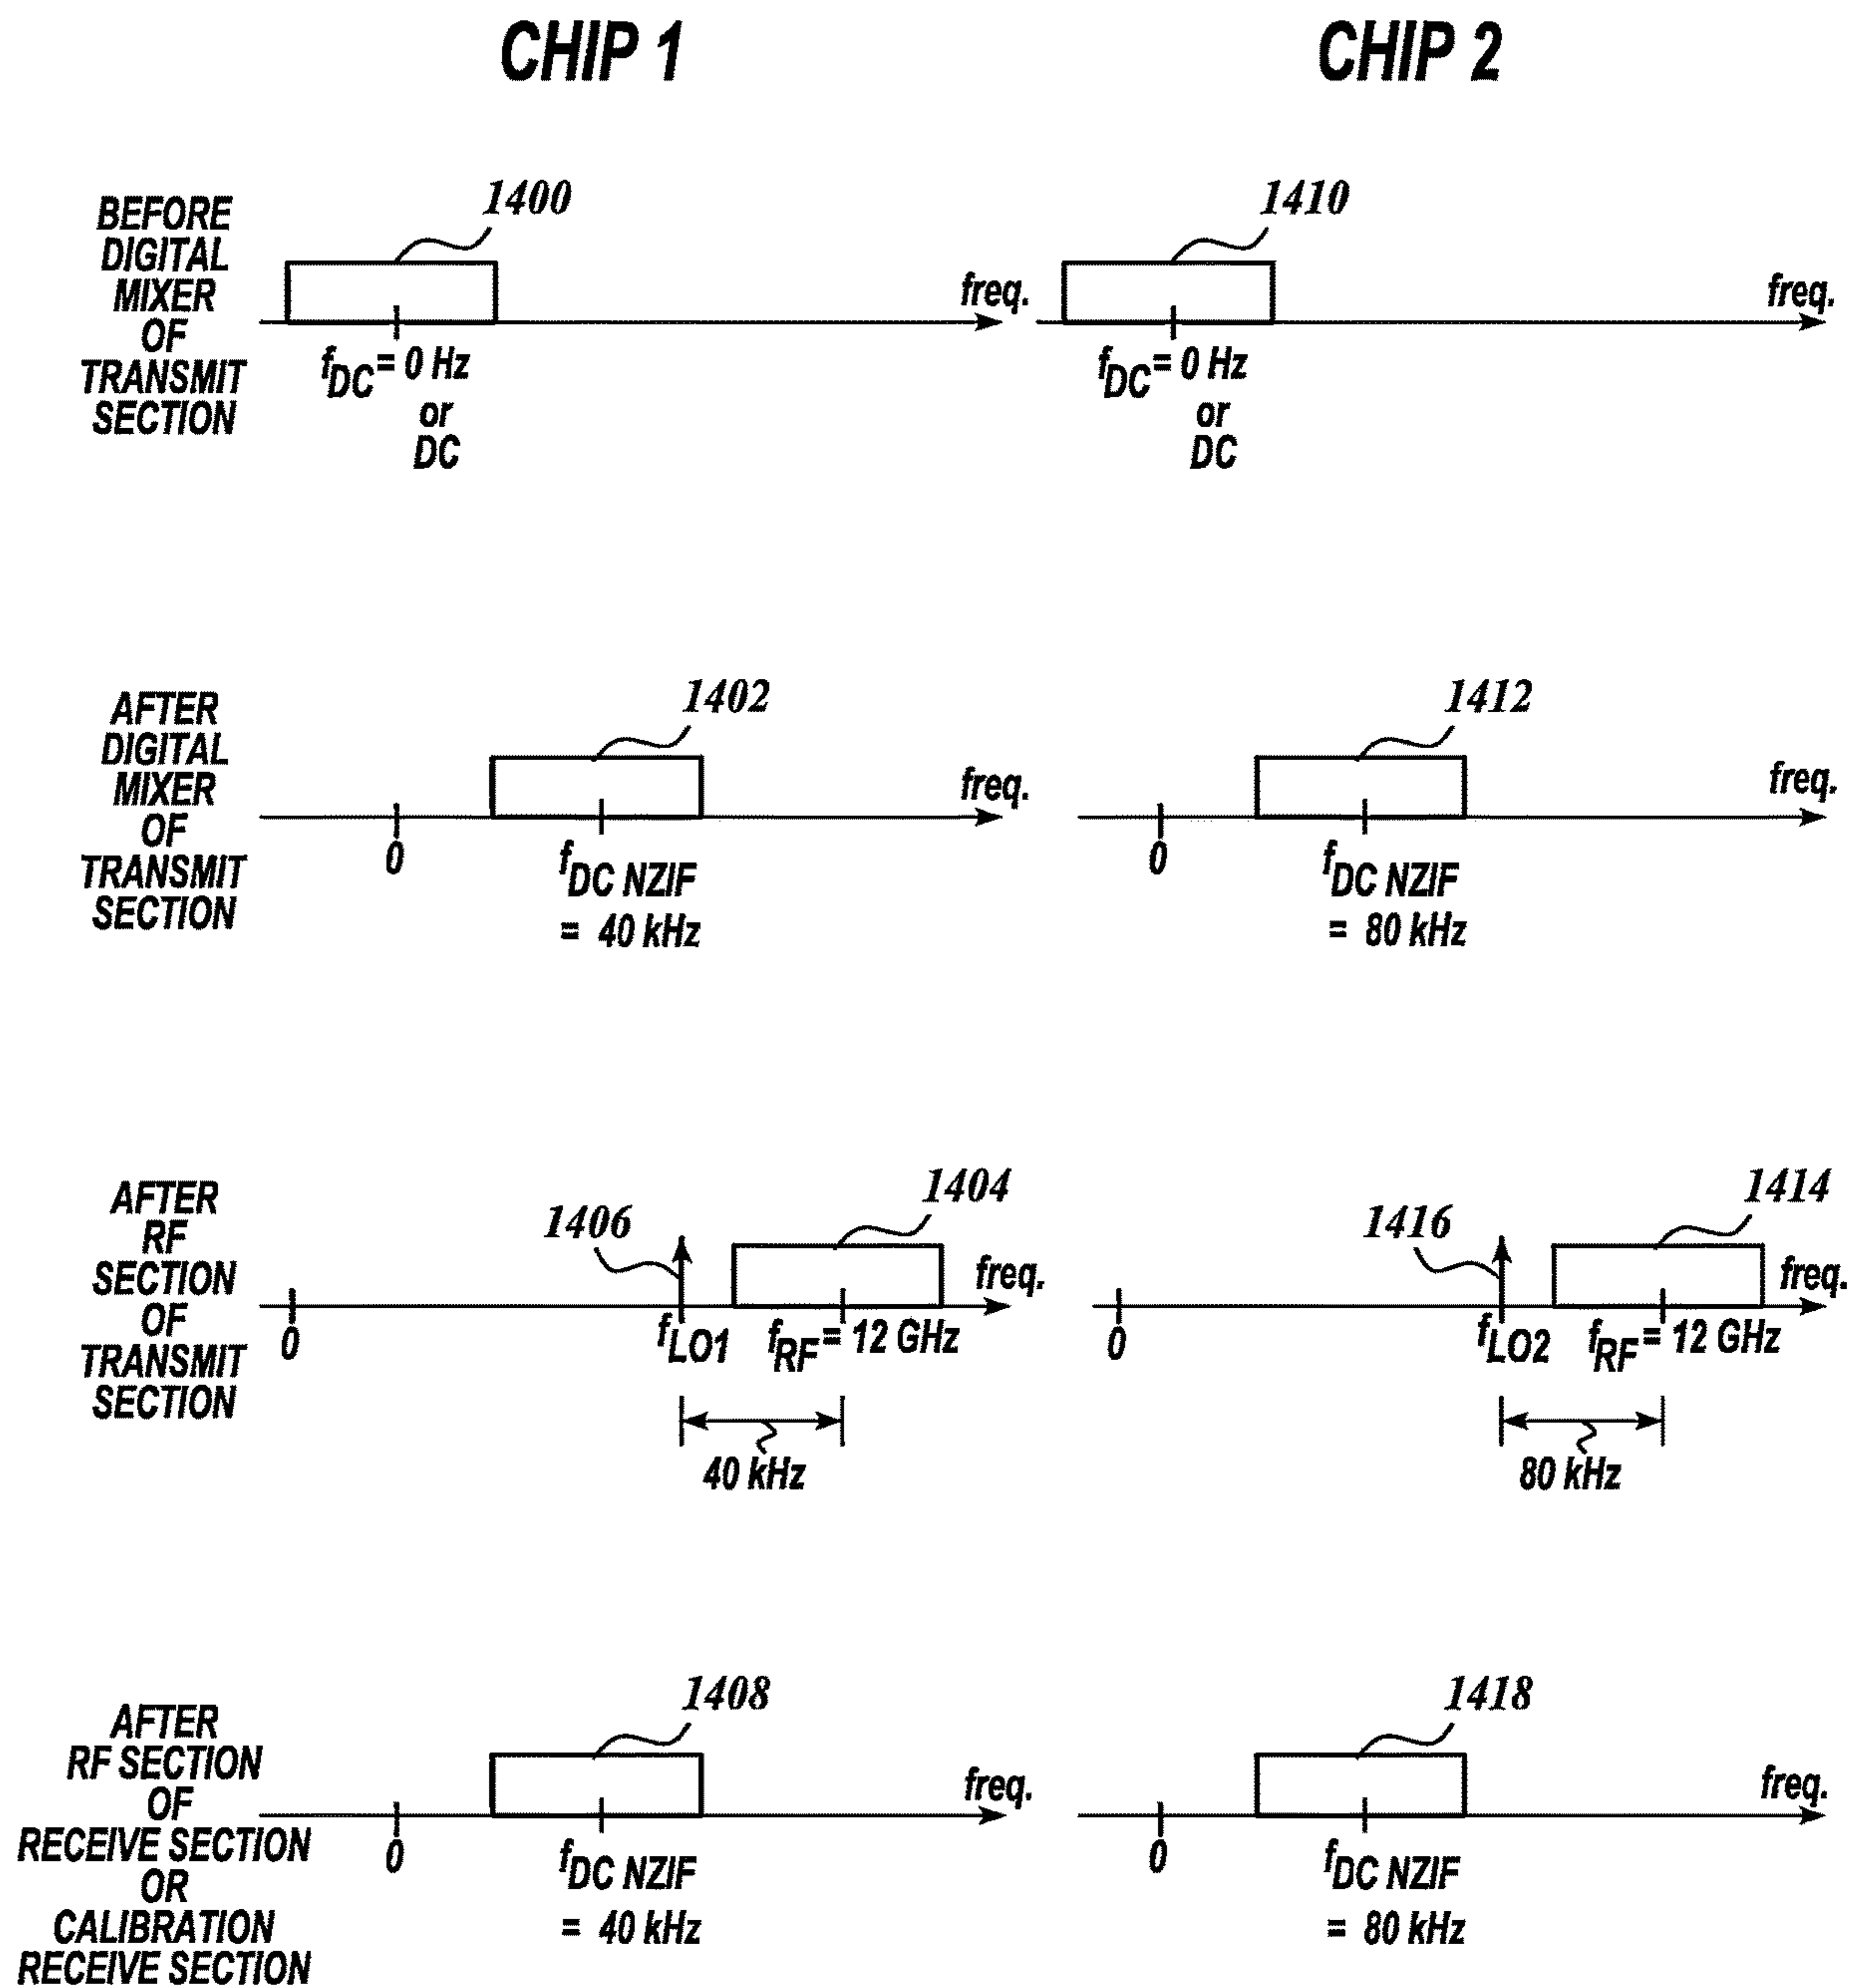 CHIP 1
CHIP 2
BEFORE
DIGITAL
MIXER
OF
TRANSMIT
SECTION
1400
freq.
fDC = 0 Hz
or
DC
1410
freq.
fDC = 0 Hz
or
DC
AFTER
DIGITAL
MIXER
OF
TRANSMIT
SECTION
1402
freq.
0
fDC NZIF
= 40 kHz
1412
freq.
0
fDC NZIF
= 80 kHz
AFTER
RF
SECTION
OF
TRANSMIT
SECTION
1406
1404
freq.
0
fLO1
fRF = 12 GHz
40 kHz
1416
1414
freq.
0
fLO2
fRF = 12 GHz
80 kHz
AFTER
RF SECTION
OF
RECEIVE SECTION
OR
CALIBRATION
RECEIVE SECTION
1408
freq.
0
fDC NZIF
= 40 kHz
1418
freq.
0
fDC NZIF
= 80 kHz